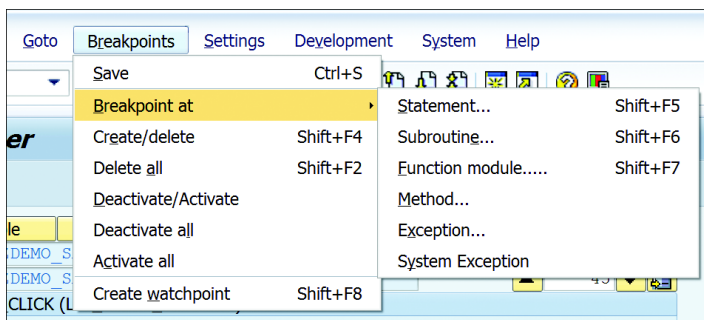 Goto Breakpoints Settings Development System Help
Save Ctrl+S
Breakpoint at
Statement... Shift+F5
er
Create/delete Shift+F4
Subroutine... Shift+F6
Delete all Shift+F2
Function module..... Shift+F7
Deactivate/Activate
Method...
le
Deactivate all
Exception...
DEMO_S
Activate all
System Exception
DEMO_S
CLICK (L
Create watchpoint Shift+F8